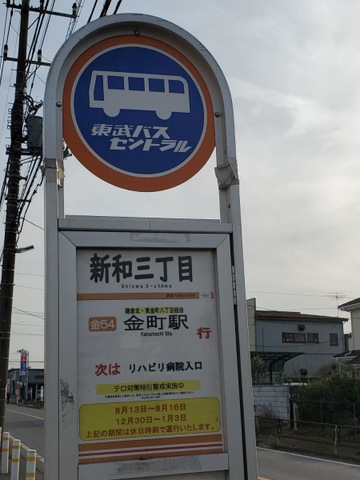 東武バス
セントラル
新和三丁目
Shinwa 3-chome
金54
金町駅
Kanamachi Sta.
行
次は リハビリ病院入口
テロ対策特別警戒実施中
8月13日〜8月16日
12月30日〜1月3日
上記の期間は休日時刻で運行いたします。